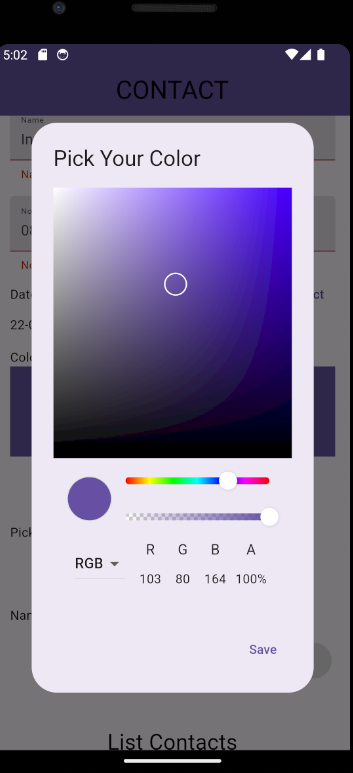 5:02
CONTACT
Name
In
Na
No
08
No
Date
ct
22-0
Colo
Pick Your Color
R G B A
RGB
103 80 164 100%
Pick
Save
Nam
List Contacts